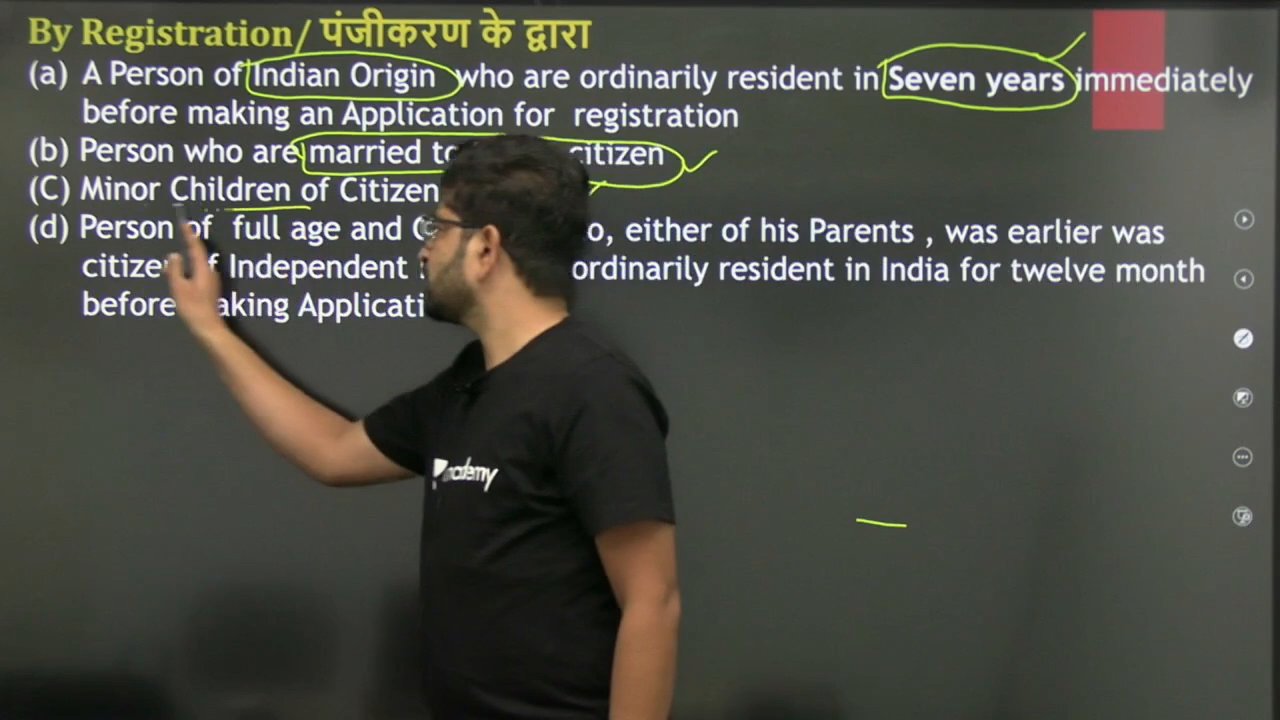 By Registration/ पंजीकरण के द्वारा
(a) A Person of Indian Origin who are ordinarily resident in Seven years immediately
before making an Application for registration
(b) Person who are married to citizen
(C) Minor Children of Citizen
(d) Person of full age and either of his Parents , was earlier was
of Independent ordinarily resident in India for twelve month
before